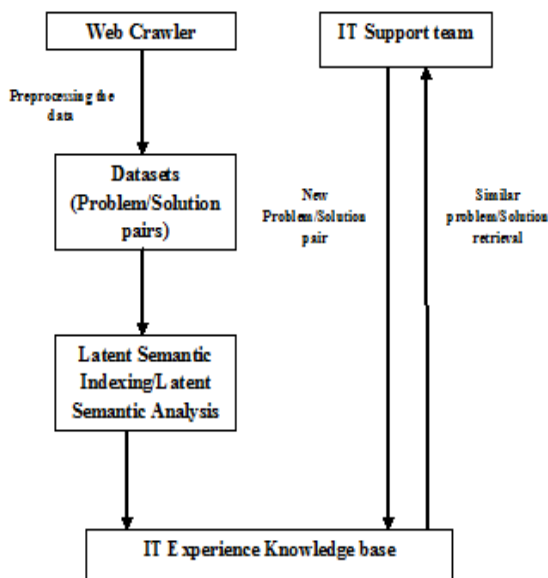 Web Crawler
IT Support team
Preprocessing the
data
Datasets
(Problem/Solution
pairs)
New
Problem/Solution
pair
Similar
problem/Solution
retrieval
Latent Semantic
Indexing/Latent
Semantic Analysis
IT Experience Knowledge base